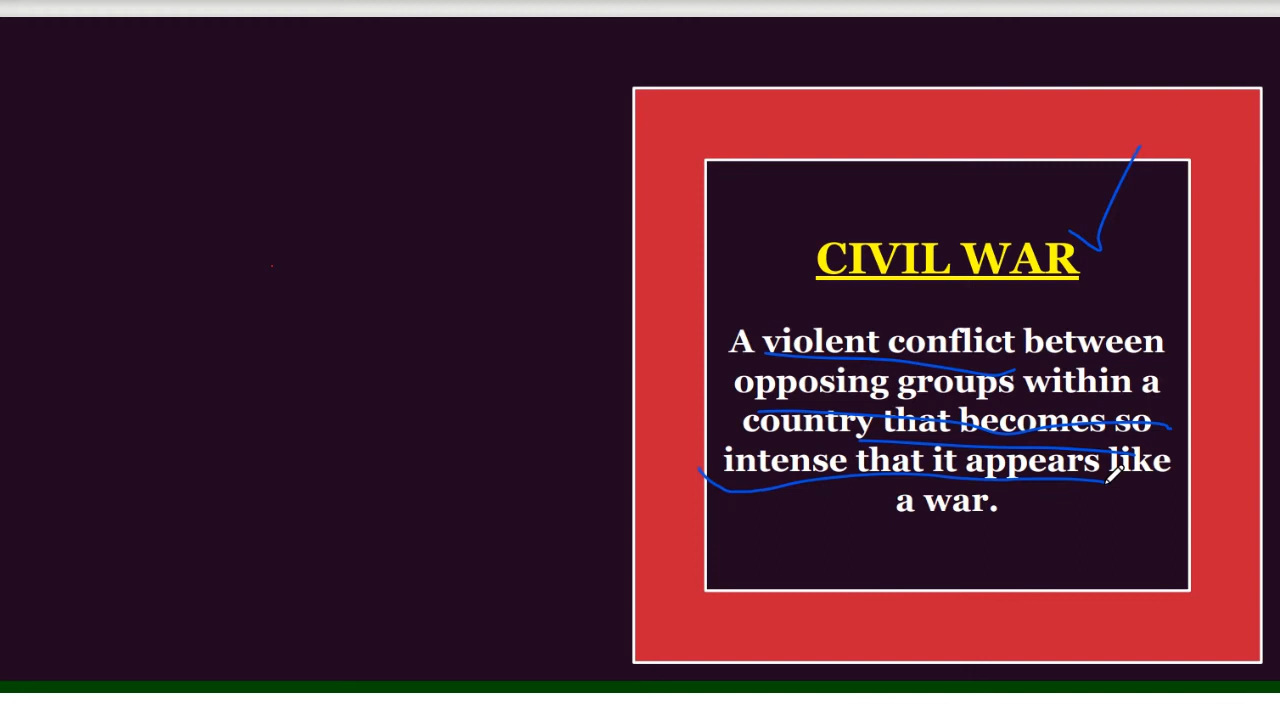 CIVIL WAR
A violent conflict between
opposing groups within a
country that becomes so
intense that it appears like
a war.